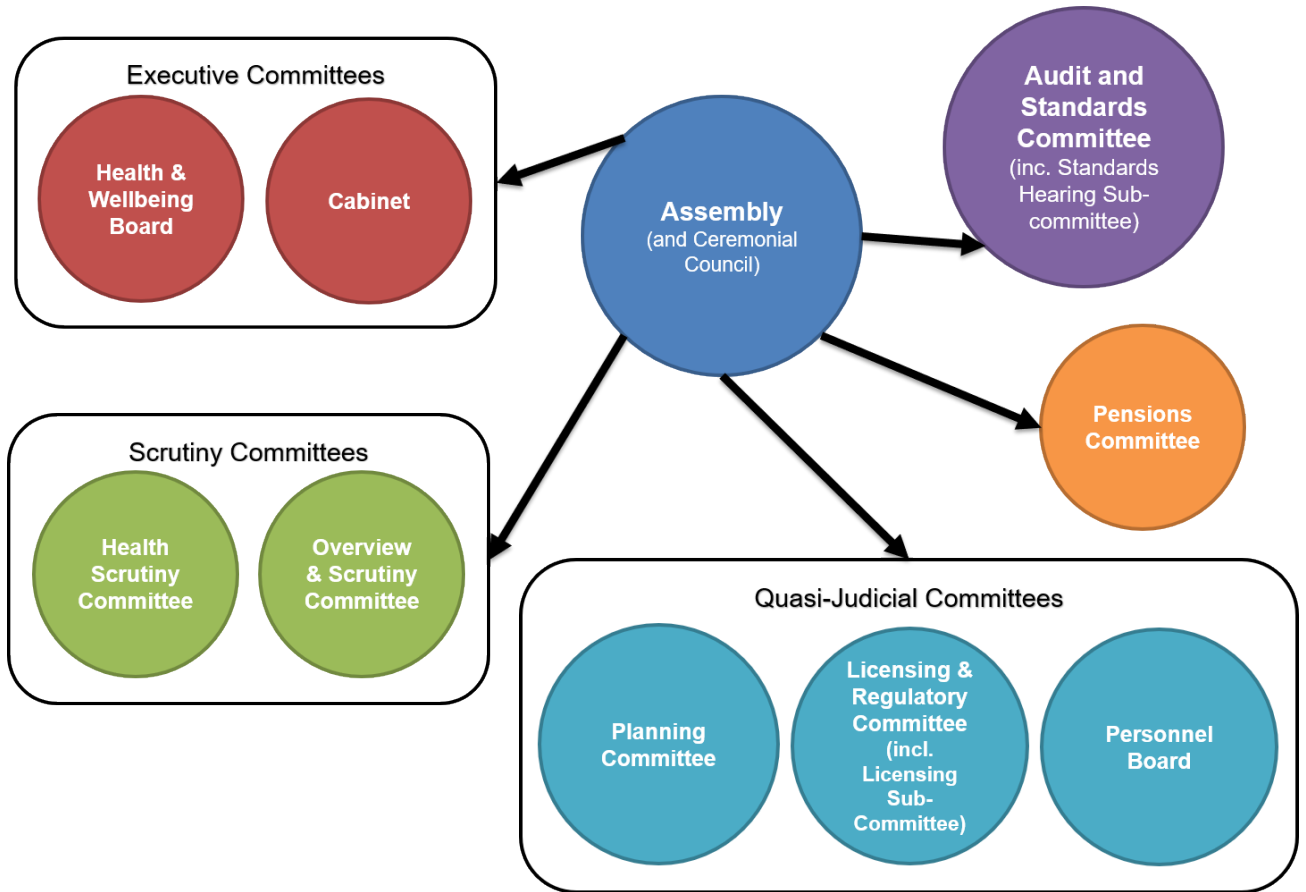 Executive Committees
Health &
Wellbeing
Board
Cabinet
Assembly
(and Ceremonial
Council)
Audit and
Standards
Committee
(inc. Standards
Hearing Sub-
committee)
Pensions
Committee
Scrutiny Committees
Health
Scrutiny
Committee
Overview
& Scrutiny
Committee
Quasi-Judicial Committees
Planning
Committee
Licensing &
Regulatory
Committee
(incl.
Licensing
Sub-
Committee)
Personnel
Board